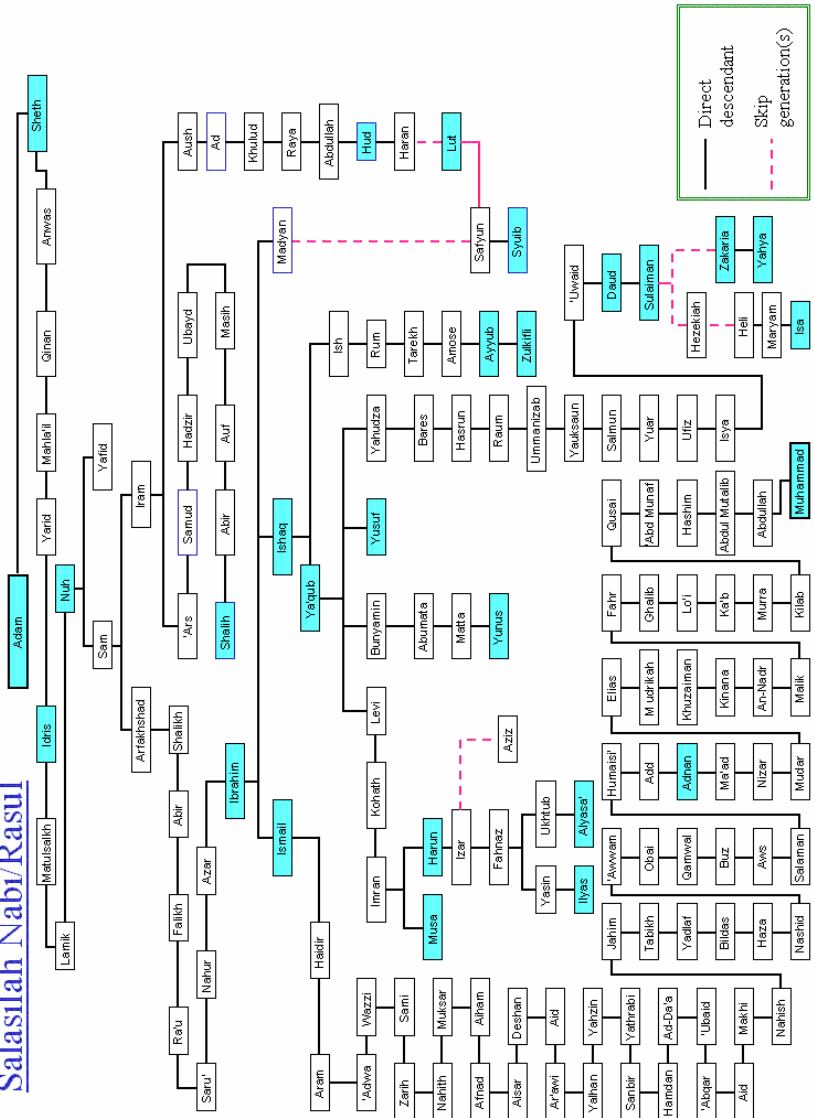 Salasilah Nabi/Rasul
Adam
Sheth
Anwas
Qinan
Mahla'il
Yarid
Idris
Matulsalkh
Lamik
Nuh
Yafid
Sam
Iram
Arfakhshad
Shalikh
Abir
Falikh
Ra'u
Saru'
Nahur
Azar
Ibrahim
'Ars
Samud
Hadzir
Ubayd
Masih
Auf
Abir
Shalih
Aush
Ad
Khulud
Raya
Abdullah
Hud
Haran
Lut
Madyan
Safyun
Syuib
Ishaq
Ismail
Ya'qub
Ish
Rum
Tarekh
Amose
Ayyub
Zulkifli
Levi
Bunyamin
Yusuf
Yahudza
Kohath
Imran
Musa
Harun
Izar
Aziz
Fahnaz
Yasin
Ukhtub
Ilyas
Alyasa'
Abumata
Matta
Yunus
Bares
Hasrun
Raum
Ummanizab
Yauksaun
Salmun
Yuar
Ufiz
Isya
'Uwaid
Daud
Sulaiman
Hezekiah
Heli
Maryam
Isa
Zakaria
Yahya
Haidir
Aram
'Adwa
Wazzi
Sami
Zarih
Nahith
Muksar
Aiham
Afnad
Aisar
Deshan
Aid
Ar'awi
Yalhan
Yahzin
Yathrabi
Sanbir
Hamdan
Ad-Da'a
'Ubaid
Abqar
Aid
Makhi
Nahish
Jahim
Tabikh
Yadlaf
Bildas
Haza
Nashid
'Awwam
Obai
Qamwal
Buz
Aws
Salaman
Humaisi'
Add
Adnan
Ma'ad
Nizar
Mudar
Elias
Mudrikah
Khuzaiman
Kinana
An-Nadr
Malik
Fahr
Ghalib
Lo'i
Ka'b
Murra
Kilab
Qusai
'Abd Munaf
Hashim
Abdul Mutalib
Abdullah
Muhammad
Direct
descendant
Skip
generation(s)